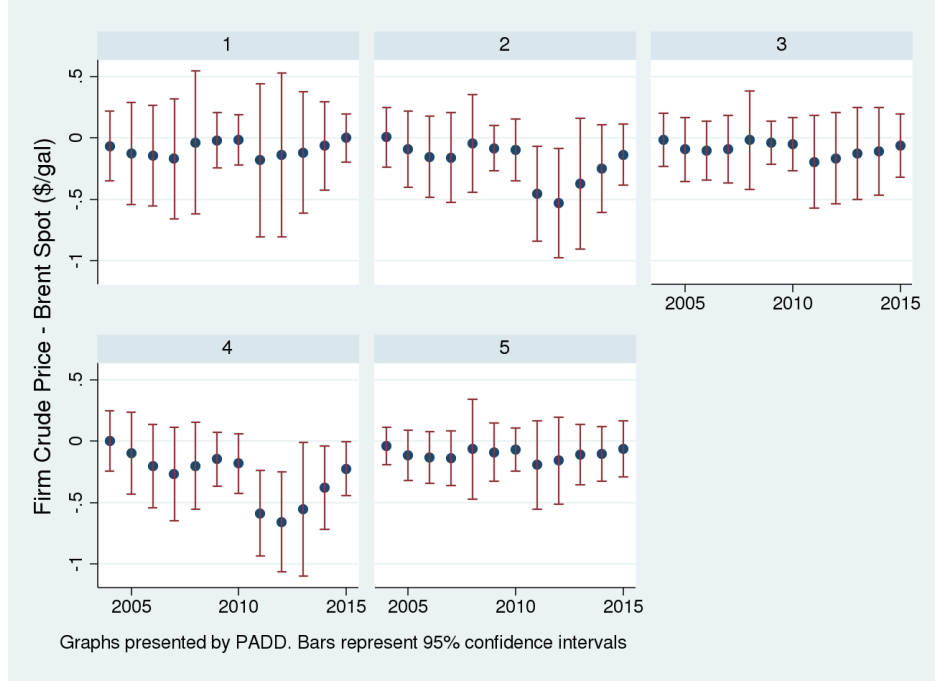 1 2 3
Firm Crude Price - Brent Spot ($/gal)
.5
0
-.5
-1
2005 2010 2015
4 5
.5
0
-.5
-1
2005 2010 2015 2005 2010 2015
Graphs presented by PADD. Bars represent 95% confidence intervals